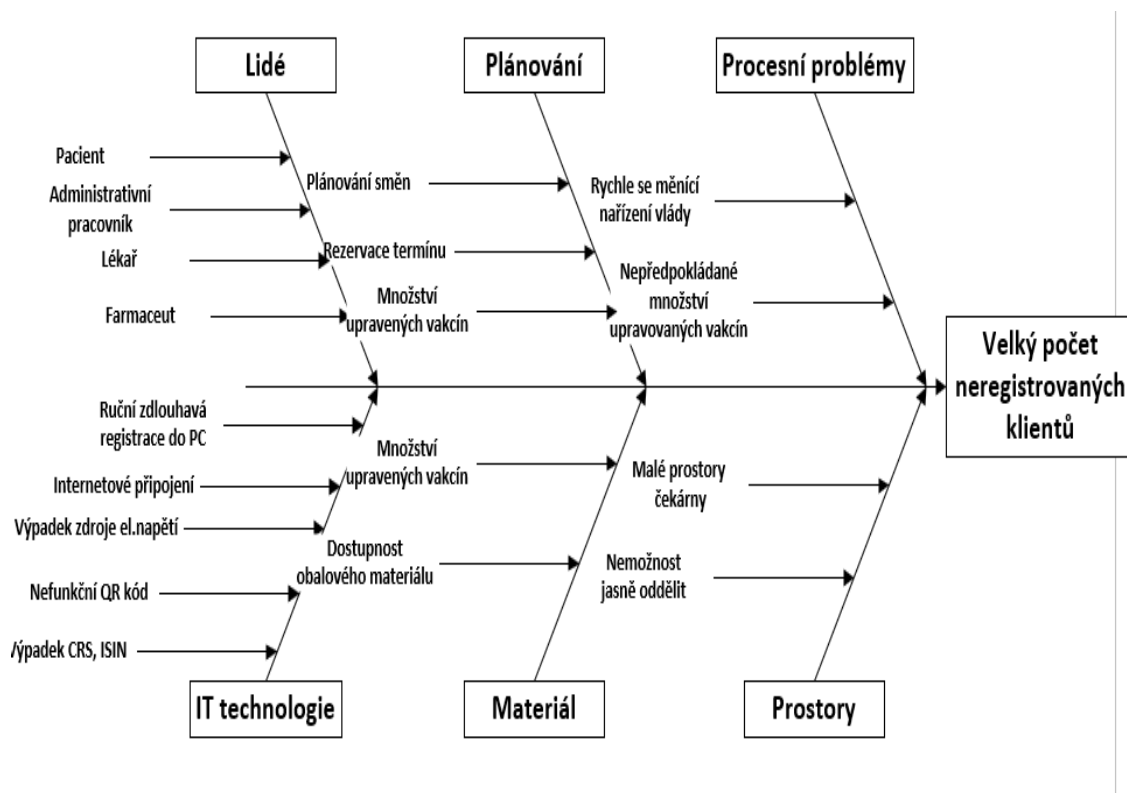 Lidé
Plánování
Procesní problémy
Pacient
Administrativní
pracovník
Lékař
Farmaceut
Plánování směn
Rezervace termínu
Množství
upravených vakcín
Rychle se měnící
nařízení vlády
Nepředpokládané
množství
upravovaných vakcín
Velký počet
neregistrovaných
klientů
Ruční zdlouhavá
registrace do PC
Internetové připojení
Výpadek zdroje el.napětí
Nefunkční QR kód
Výpadek CRS, ISIN
Množství
upravených vakcín
Dostupnost
obalového materiálu
Malé prostory
čekárny
Nemožnost
jasně oddělit
IT technologie
Materiál
Prostory